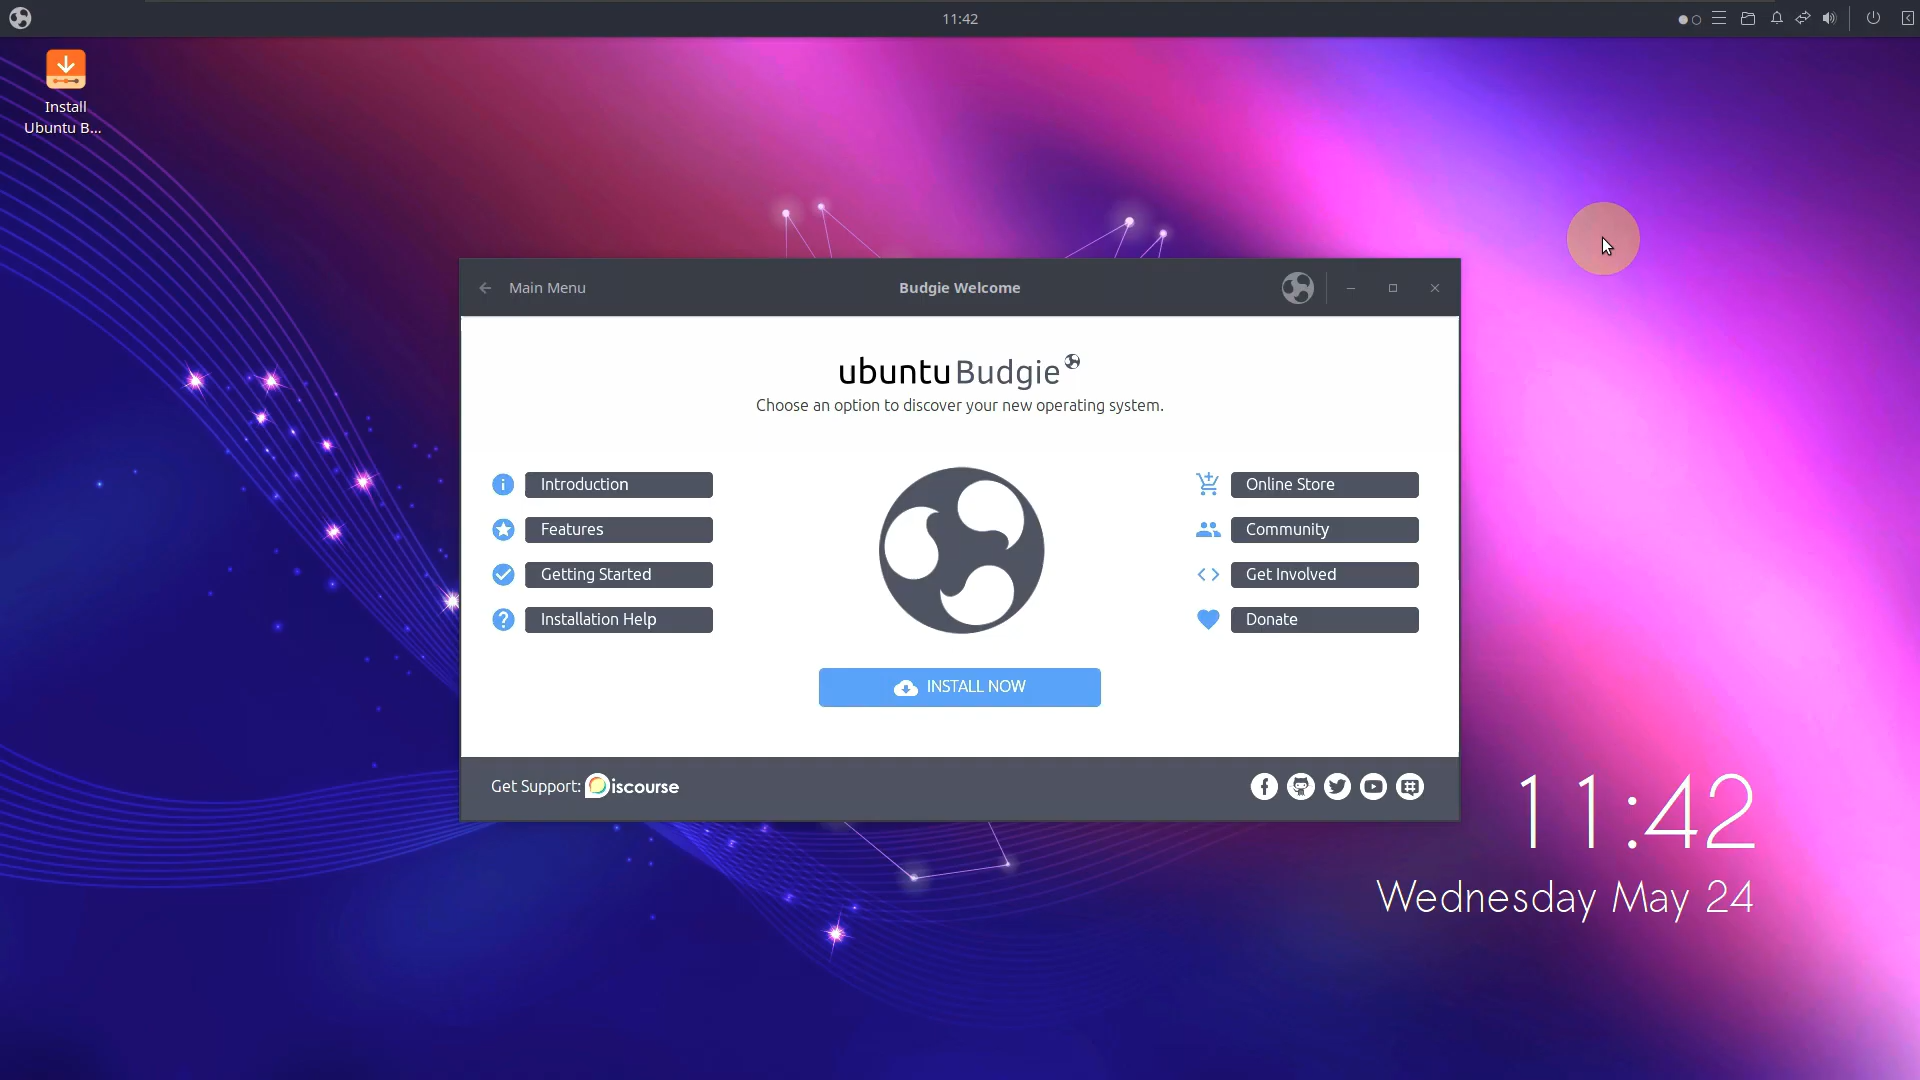 11:42
Install
Ubuntu B...
Main Menu
Budgie Welcome
ubuntu Budgie
Choose an option to discover your new operating system.
Introduction
Features
Getting Started
Installation Help
Online Store
Community
Get Involved
Donate
INSTALL NOW
Get Support: Discourse
11:42
Wednesday May 24